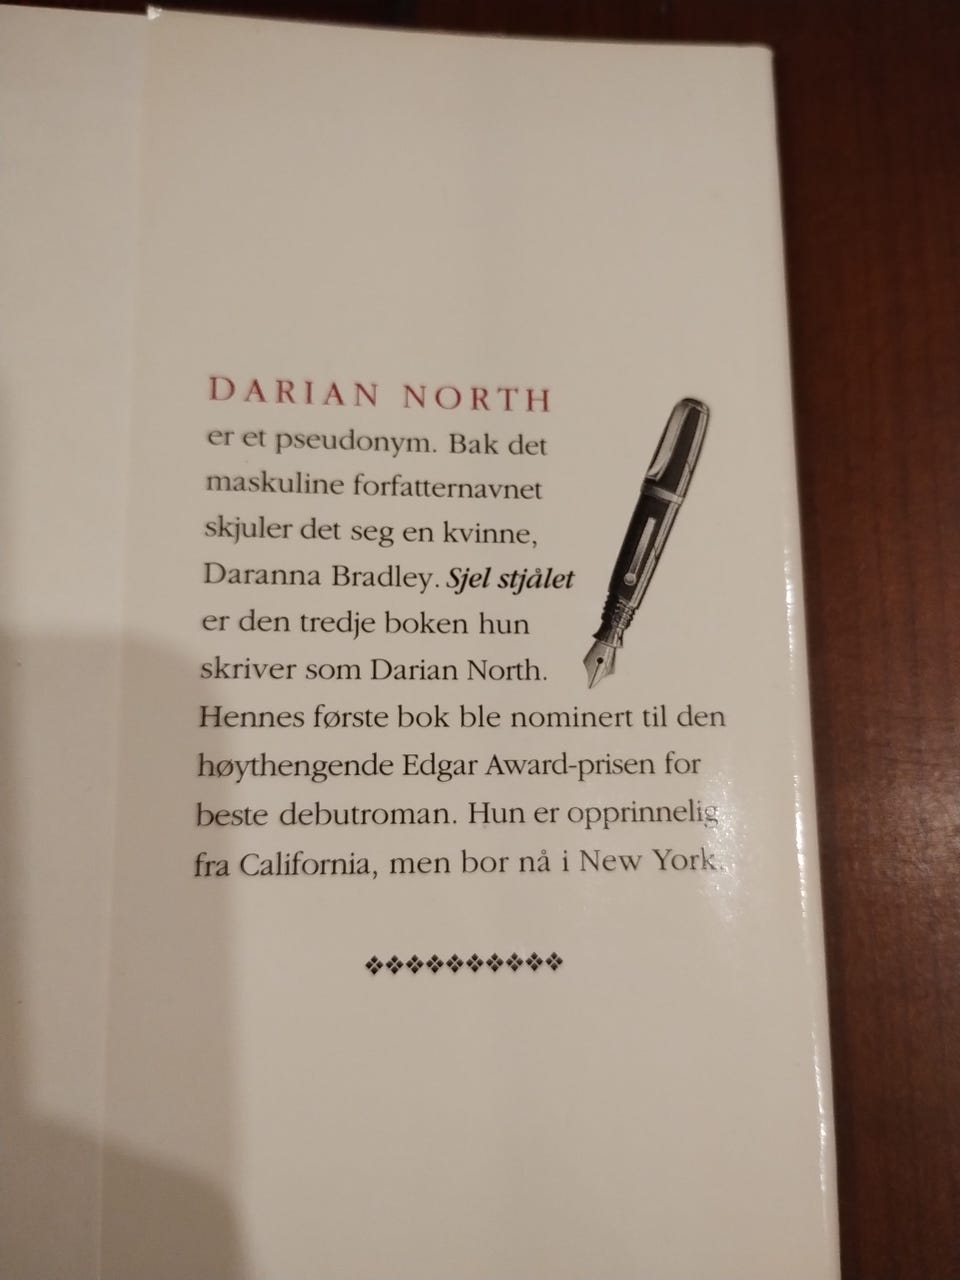 DARIAN NORTH
er et pseudonym. Bak det
maskuline forfatternavnet
skjuler det seg en kvinne,
Daranna Bradley. Sjel stjålet
er den tredje boken hun
skriver som Darian North.
Hennes første bok ble nominert til den
høythengende Edgar Award-prisen for
beste debutroman. Hun er opprinnelig
fra California, men bor nå i New York.